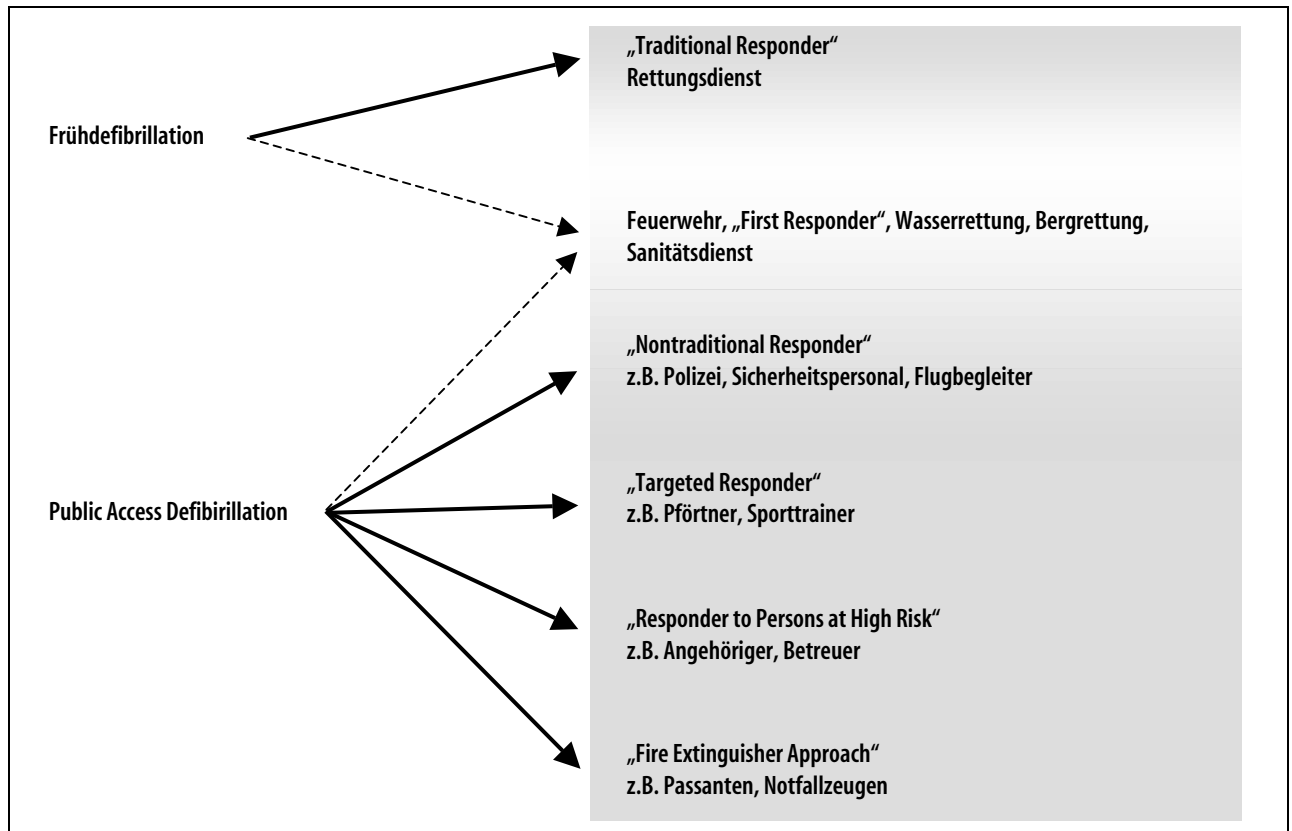 „Traditional Responder“
Rettungsdienst
Frühdefibrillation
Feuerwehr, „First Responder“, Wasserrettung, Bergrettung,
Sanitätsdienst
„Nontraditional Responder“
z.B. Polizei, Sicherheitspersonal, Flugbegleiter
Public Access Defibirillation
„Targeted Responder“
z.B. Pförtner, Sporttrainer
„Responder to Persons at High Risk“
z.B. Angehöriger, Betreuer
„Fire Extinguisher Approach“
z.B. Passanten, Notfallzeugen